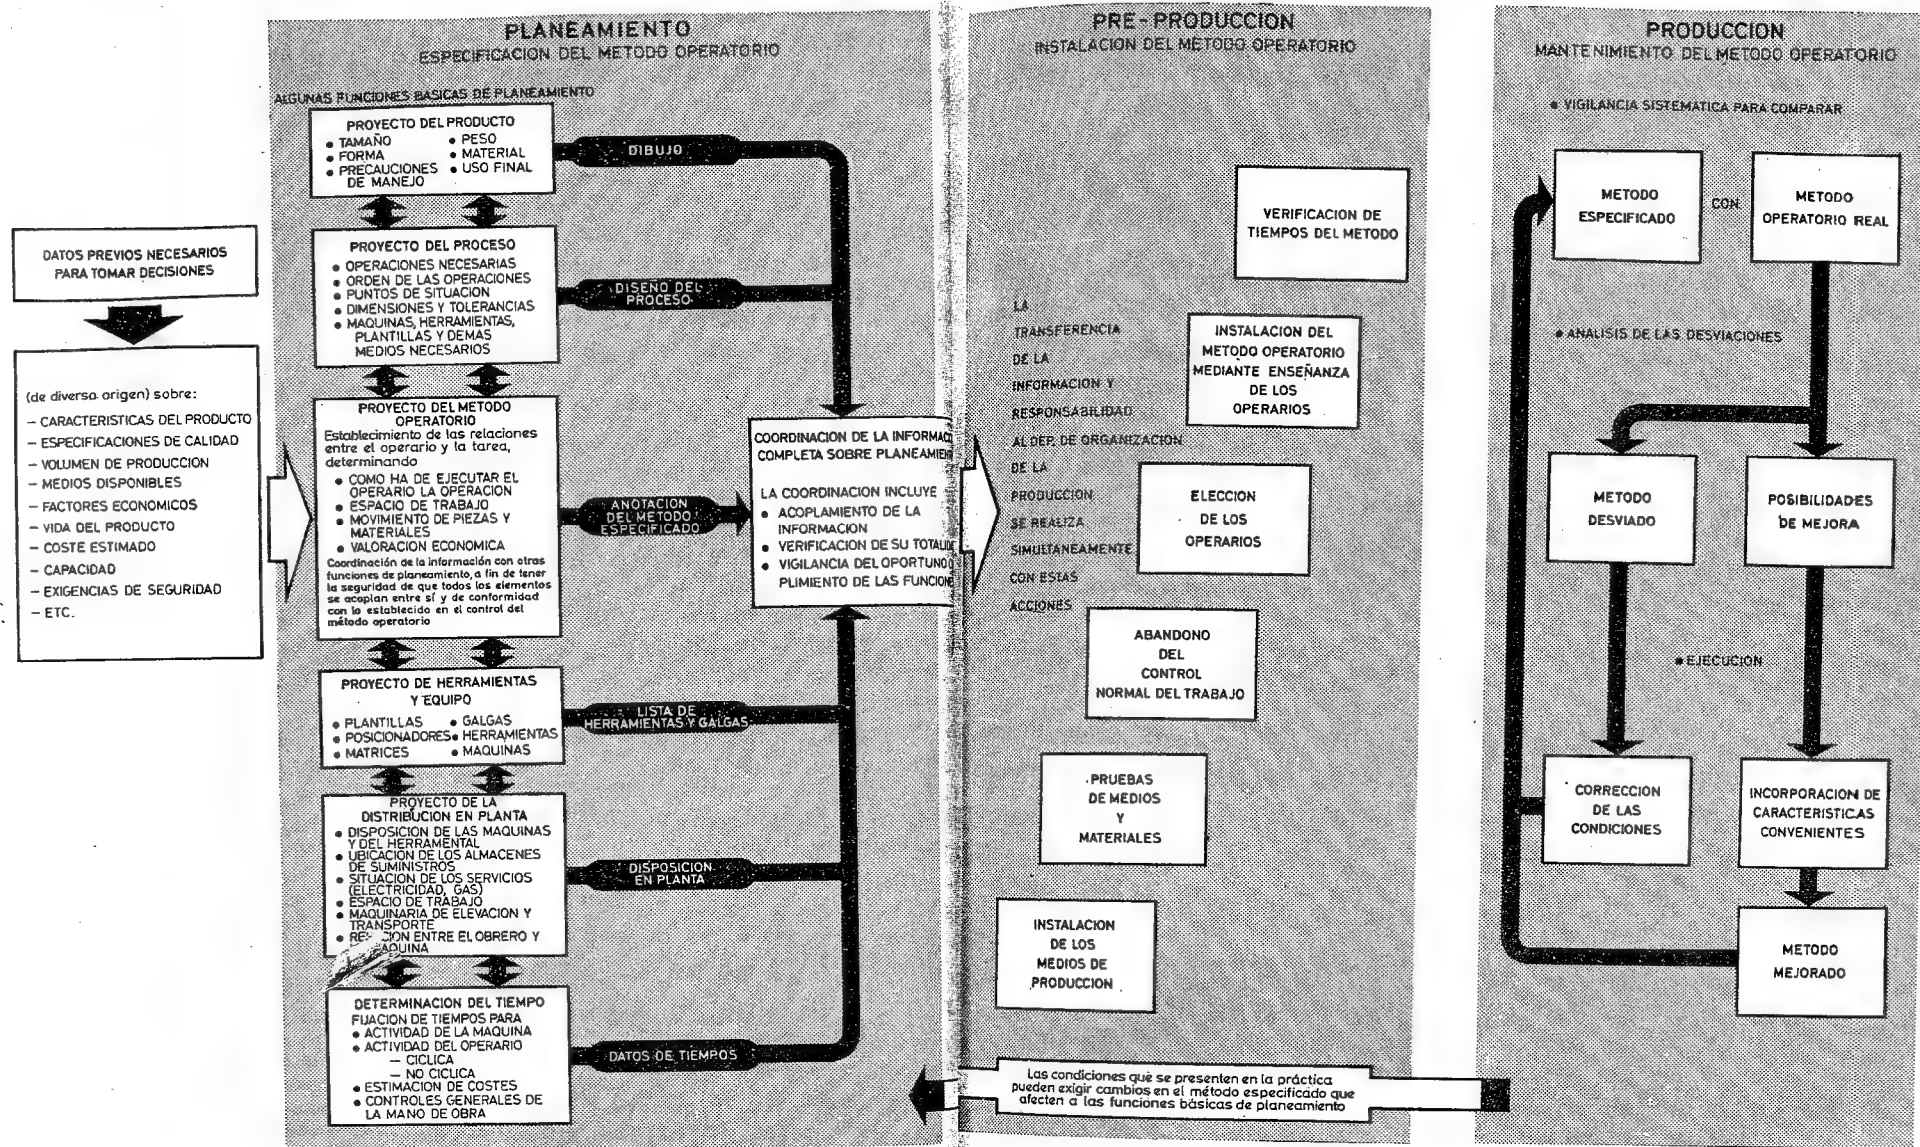 DATOS PREVIOS NECESARIOS
PARA TOMAR DECISIONES
(de diverso origen) sobre:
— CARACTERISTICAS DEL PRODUCTO
— ESPECIFICACIONES DE CALIDAD
— VOLUMEN DE PRODUCCION
— MEDIOS DISPONIBLES
— FACTORES ECONOMICOS
— VIDA DEL PRODUCTO
— COSTE ESTIMADO
— CAPACIDAD
— EXIGENCIAS DE SEGURIDAD
— ETC.
PLANEAMIENTO
ESPECIFICACION DEL METODO OPERATORIO
ALGUNAS FUNCIONES BASICAS DE PLANEAMIENTO
PROYECTO DEL PRODUCTO
• TAMAÑO • PESO
• FORMA • MATERIAL
• PRECAUCIONES • USO FINAL
DE MANEJO
DIBUJO
PROYECTO DEL PROCESO
• OPERACIONES NECESARIAS
• ORDEN DE LAS OPERACIONES
• PUNTOS DE SITUACION
• DIMENSIONES Y TOLERANCIAS
• MAQUINAS, HERRAMIENTAS,
PLANTILLAS Y DEMAS
MEDIOS NECESARIOS
DISEÑO DEL
PROCESO
PROYECTO DEL METODO
OPERATORIO
Establecimiento de las relaciones
entre el operario y la tarea,
determinando
• COMO HA DE EJECUTAR EL
OPERARIO LA OPERACION
• ESPACIO DE TRABAJO
• MOVIMIENTO DE PIEZAS Y
MATERIALES
• VALORACION ECONOMICA
Coordinación de la información con otras
funciones de planeamiento, a fin de tener
la seguridad de que todos los elementos
se acoplan entre sí y de conformidad
con lo establecido en el control del
método operatorio
ANOTACION
DEL METODO
ESPECIFICADO
PROYECTO DE HERRAMIENTAS
Y EQUIPO
• PLANTILLAS • GALGAS
• POSICIONADORES • HERRAMIENTAS
• MATRICES • MAQUINAS
LISTA DE
HERRAMIENTAS Y GALGAS
PROYECTO DE LA
DISTRIBUCIÓN EN PLANTA
• DISPOSICION DE LAS MAQUINAS
Y DEL HERRAMENTAL
• UBICACION DE LOS ALMACENES
DE SUMINISTROS
• SITUACION DE LOS SERVICIOS
(ELECTRICIDAD, GAS)
• ESPACIO DE TRABAJO
• MAQUINARIA DE ELEVACION Y
TRANSPORTE
• ENTRE EL OBRERO Y
DISPOSICION
EN PLANTA
DETERMINACION DEL TIEMPO
FIJACION DE TIEMPOS PARA
• ACTIVIDAD DE LA MAQUINA
• ACTIVIDAD DEL OPERARIO
— CICLICA
— NO CICLICA
• ESTIMACION DE COSTES
• CONTROLES GENERALES DE
LA MANO DE OBRA
DATOS DE TIEMPOS
COORDINACION DE LA INFORMAC
COMPLETA SOBRE PLANEAMIEN
LA COORDINACION INCLUYE
• ACOPLAMIENTO DE LA
INFORMACION
• VERIFICACION DE SU TOTALID
• VIGILANCIA DEL OPORTUNO
PLIMIENTO DE LAS FUNCIONE
PRE-PRODUCCION
INSTALACION DEL METODO OPERATORIO
LA
TRANSFERENCIA
DE LA
INFORMACION Y
RESPONSABILIDAD
AL DEP. DE ORGANIZACION
DE LA
PRODUCCION
SE REALIZA
SIMULTANEAMENTE
CON ESTAS
ACCIONES
VERIFICACION DE
TIEMPOS DEL METODO
INSTALACION DEL
METODO OPERATORIO
MEDIANTE ENSEÑANZA
DE LOS
OPERARIOS
ELECCION
DE LOS
OPERARIOS
ABANDONO
DEL
CONTROL
NORMAL DEL TRABAJO
PRUEBAS
DE MEDIOS
Y
MATERIALES
INSTALACION
DE LOS
MEDIOS DE
PRODUCCION
Las condiciones que se presenten en la práctica
pueden exigir cambios en el método especificado que
afecten a las funciones básicas de planeamiento
PRODUCCION
MANTENIMIENTO DEL METODO OPERATORIO
• VIGILANCIA SISTEMATICA PARA COMPARAR
METODO
ESPECIFICADO
CON
METODO
OPERATORIO REAL
• ANALISIS DE LAS DESVIACIONES
METODO
DESVIADO
POSIBILIDADES
DE MEJORA
• EJECUCION
CORRECCION
DE LAS
CONDICIONES
INCORPORACION DE
CARACTERISTICAS
CONVENIENTES
METODO
MEJORADO